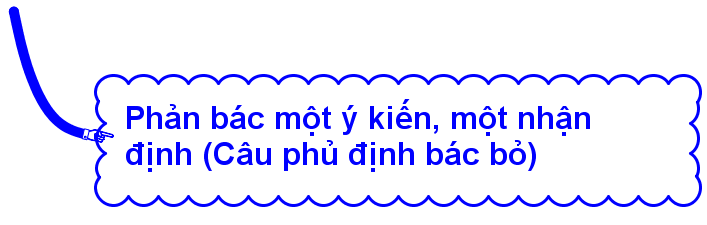 Phản bác một ý kiến, một nhận
định (Câu phủ định bác bỏ)